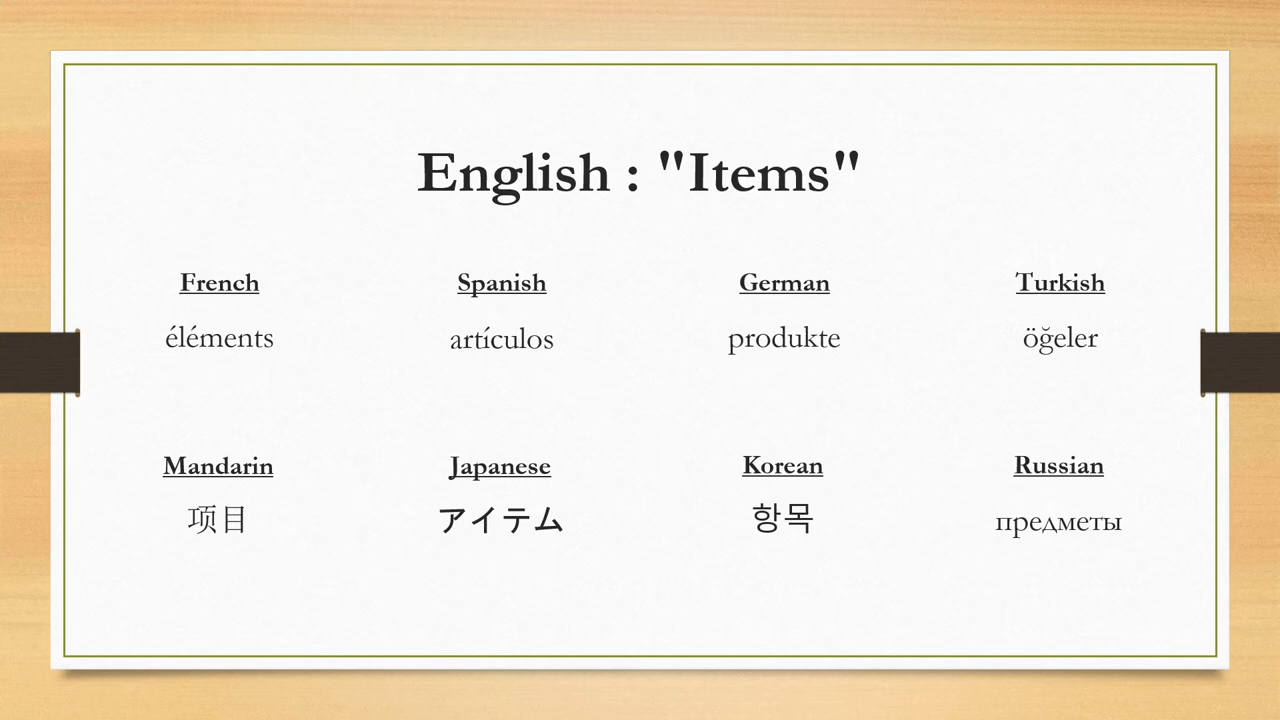 English : "Items"
French Spanish German Turkish
éléments artículos produkte öğeler
Mandarin Japanese Korean Russian
项目 アイテム 항목 предметы